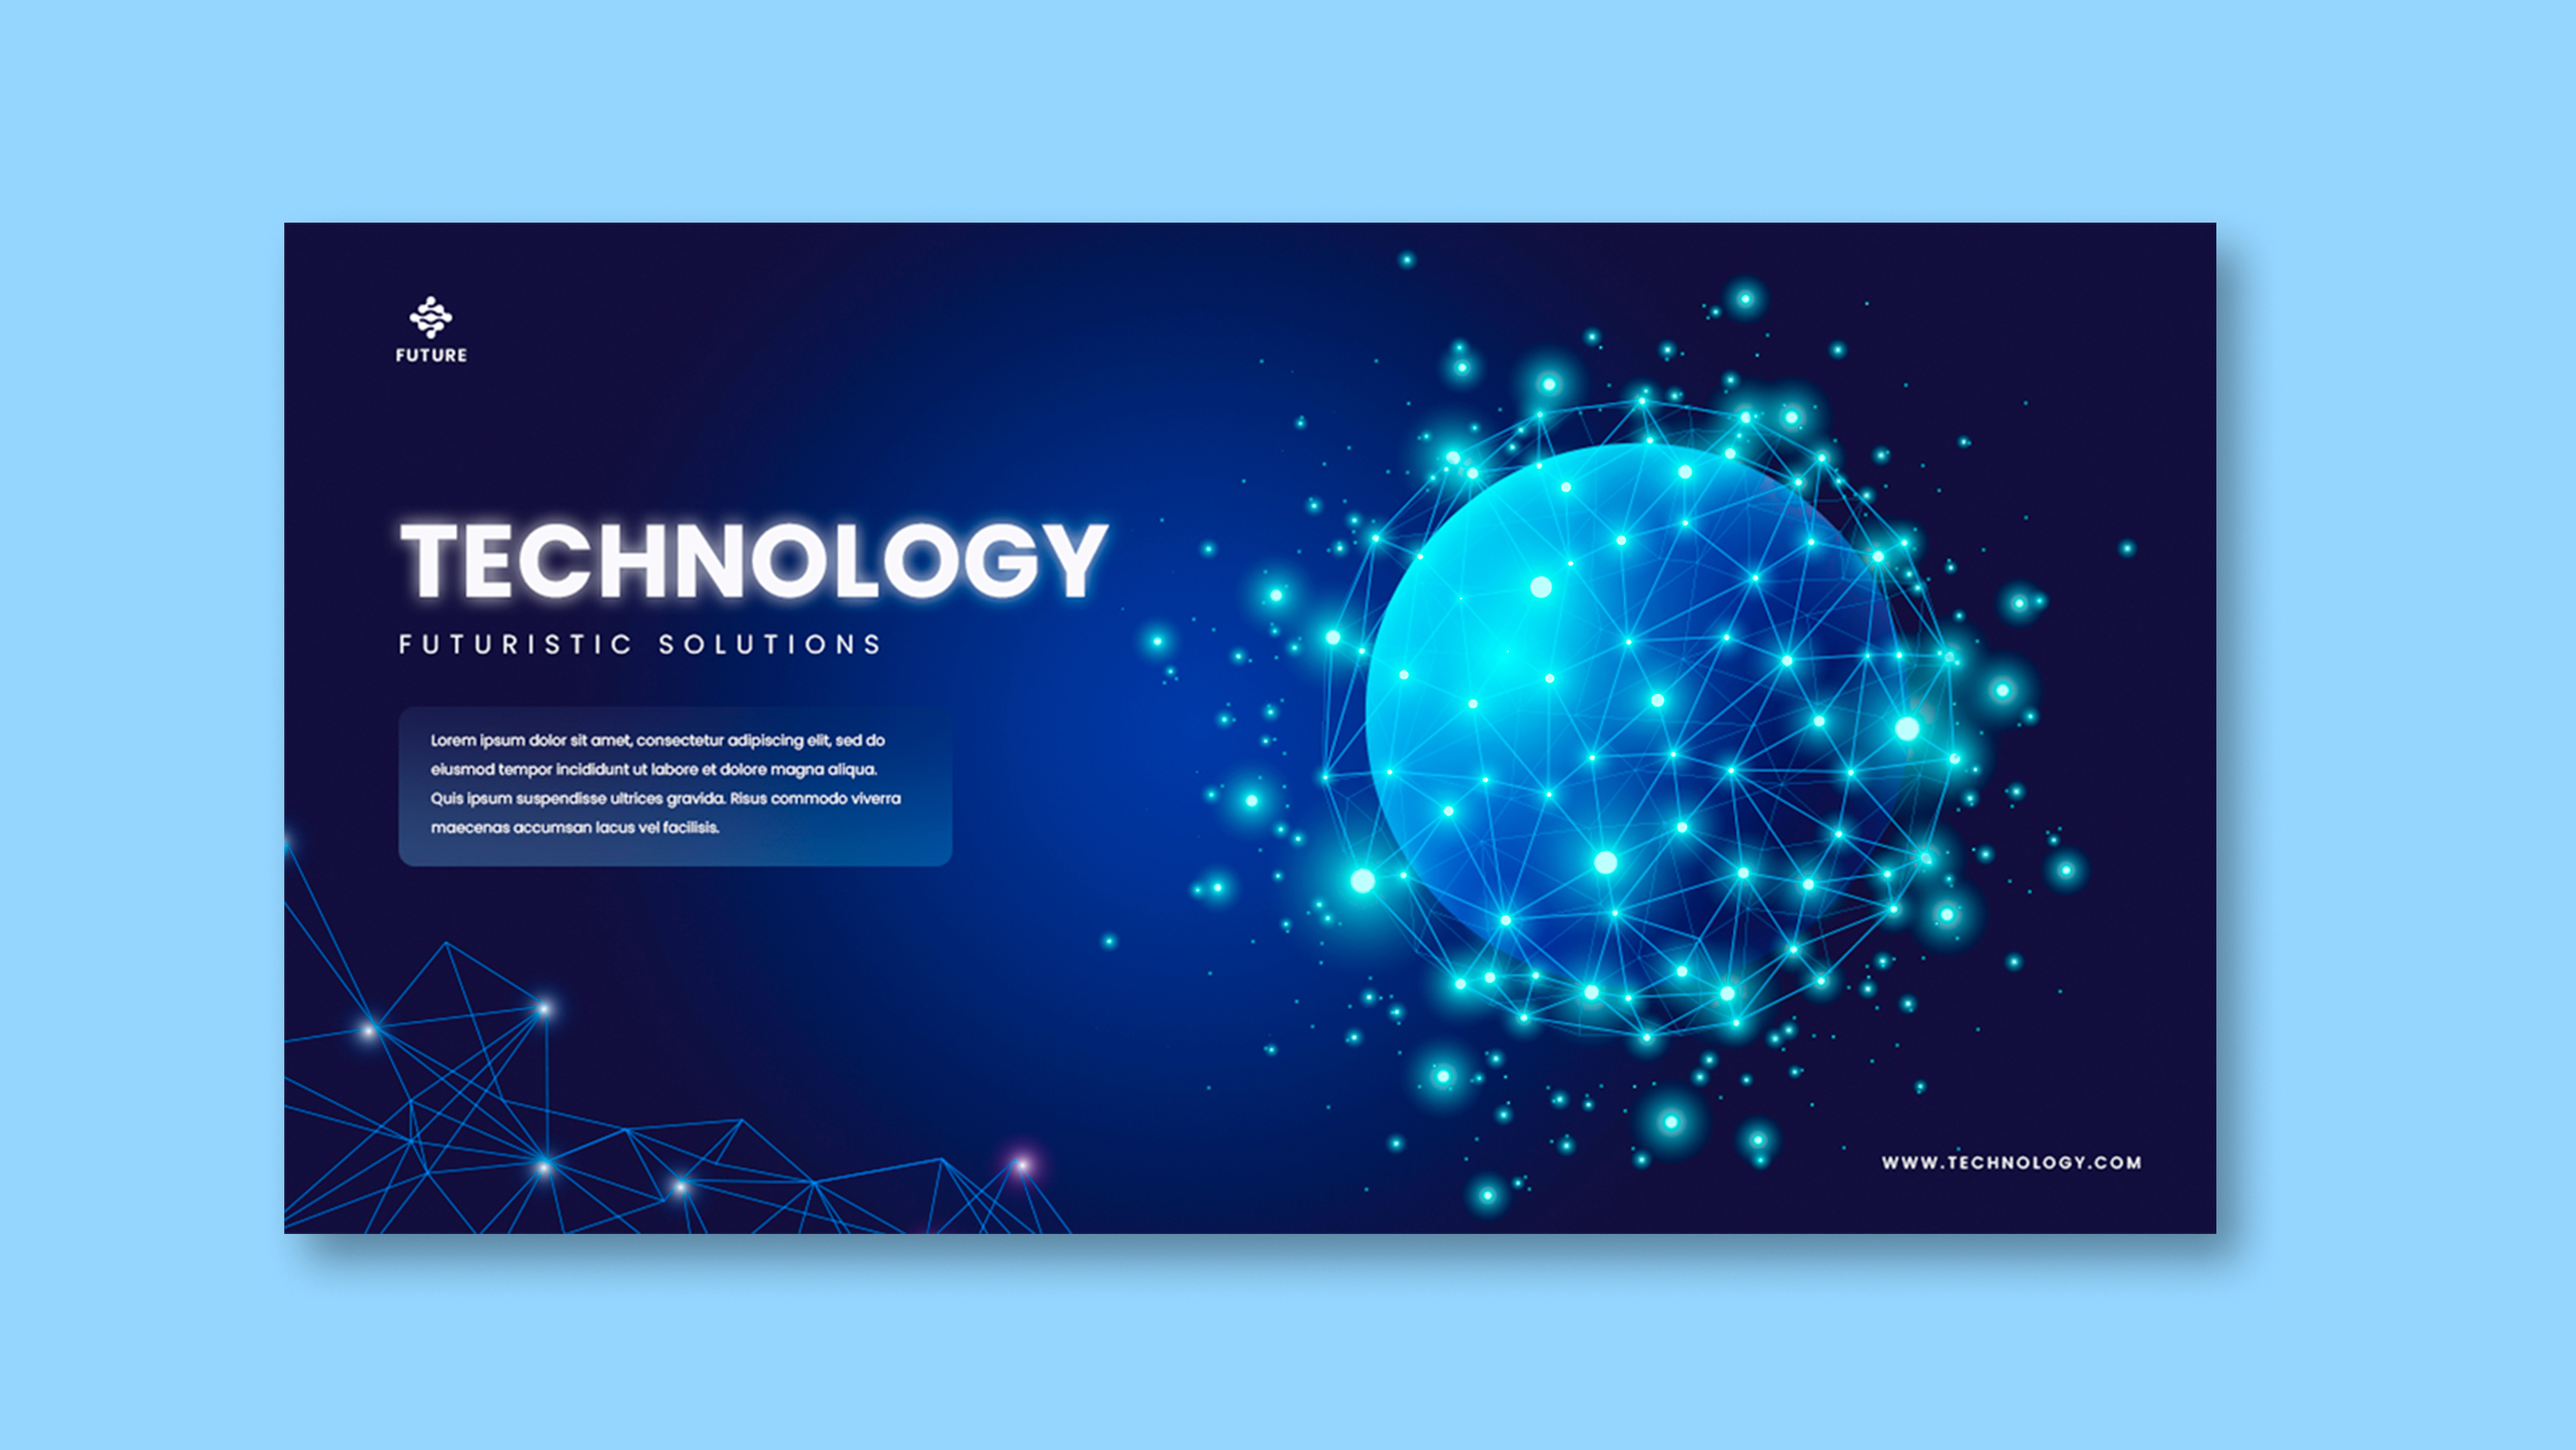 FUTURE
TECHNOLOGY
FUTURISTIC SOLUTIONS
Lorem ipsum dolor sit amet, consectetur adipiscing elit, sed do
eiusmod tempor incididunt ut labore et dolore magna aliqua.
Quis ipsum suspendisse ultrices gravida. Risus commodo viverra
maecenas accumsan lacus vel facilisis.
WWW.TECHNOLOGY.COM